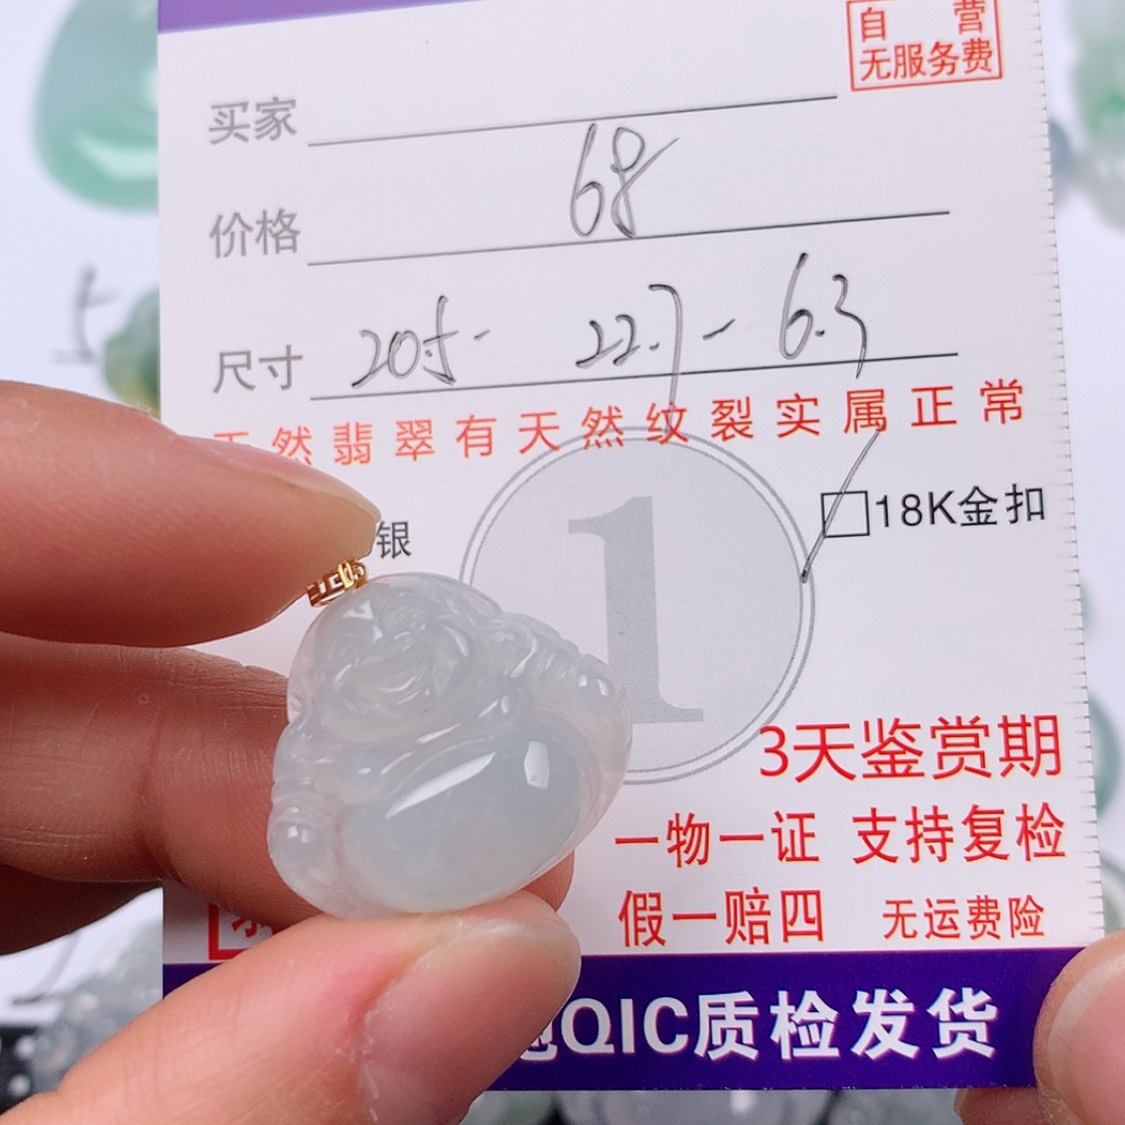 自 营
无服务费
买家
价格 68
尺寸 20.5- 22.7-6.3
天然翡翠有天然纹裂实属正常
银 18K金扣
1
3天鉴赏期
一物一证 支持复检
假一赔四 无运费险
QIC质检发货